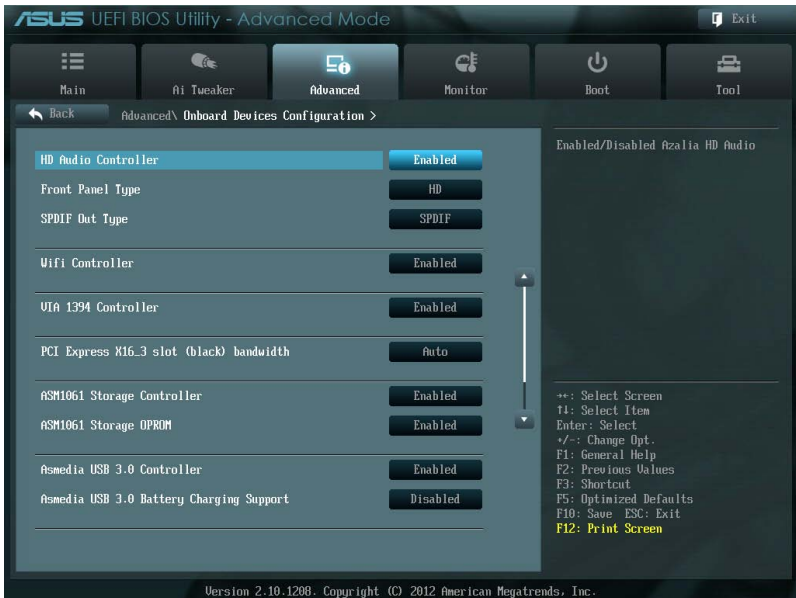 ASUS UEFI BIOS Utility - Advanced Mode
Exit
Main
Ai Tweaker
Advanced
Monitor
Boot
Tool
Back
Advanced\ Onboard Devices Configuration >
HD Audio Controller Enabled
Front Panel Type HD
SPDIF Out Type SPDIF
Wifi Controller Enabled
VIA 1394 Controller Enabled
PCI Express X16_3 slot (black) bandwidth Auto
ASM1061 Storage Controller Enabled
ASM1061 Storage OPROM Enabled
Asmedia USB 3.0 Controller Enabled
Asmedia USB 3.0 Battery Charging Support Disabled
Enabled/Disabled Azalia HD Audio
→←: Select Screen
↑↓: Select Item
Enter: Select
+/-: Change Opt.
F1: General Help
F2: Previous Values
F3: Shortcut
F5: Optimized Defaults
F10: Save ESC: Exit
F12: Print Screen
Version 2.10.1208. Copyright (C) 2012 American Megatrends, Inc.